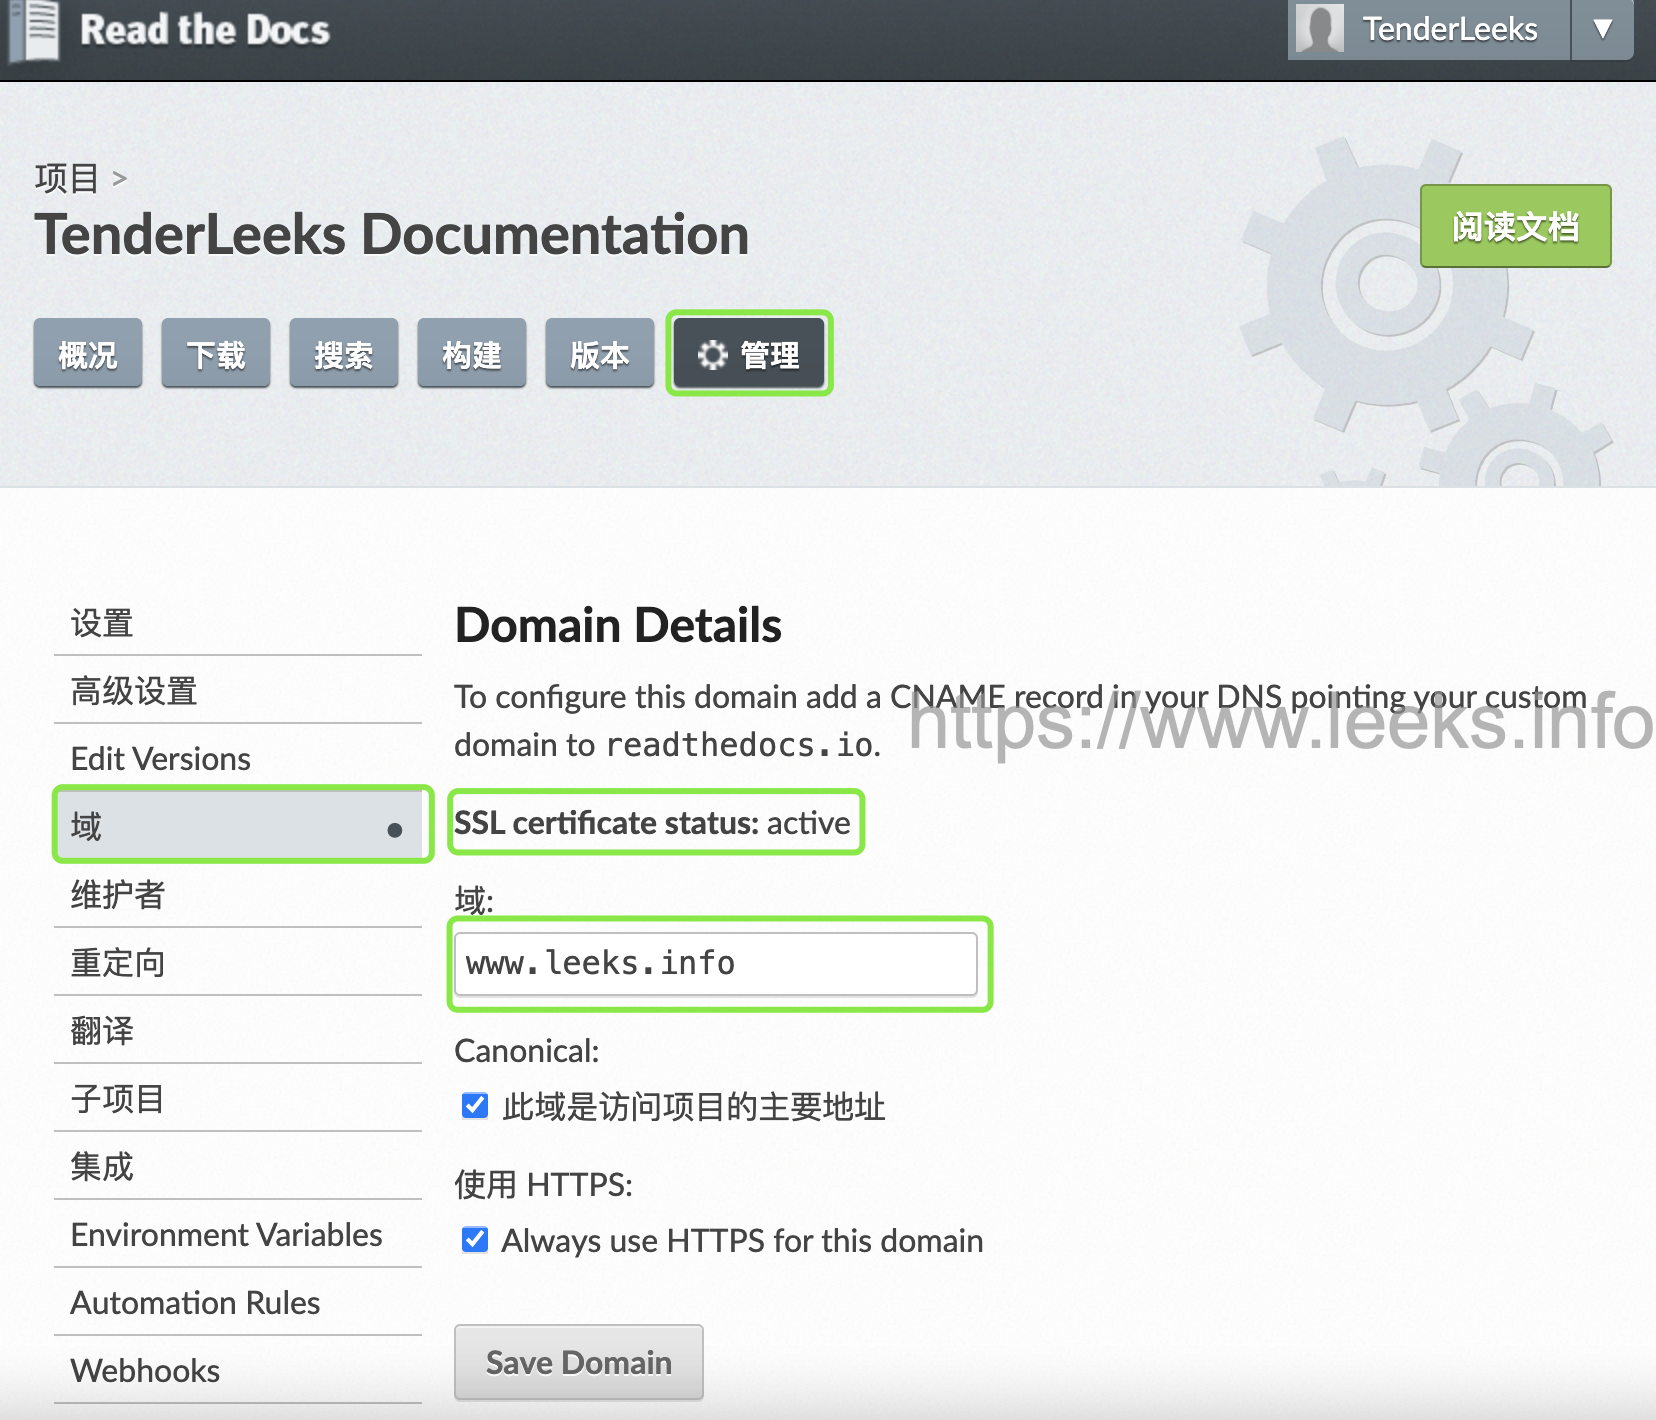 Read the Docs
TenderLeeks
▼
项目 >
TenderLeeks Documentation
阅读文档
概况
下载
搜索
构建
版本
管理
设置
高级设置
Edit Versions
域
维护者
重定向
翻译
子项目
集成
Environment Variables
Automation Rules
Webhooks
Domain Details
To configure this domain add a CNAME record in your DNS pointing your custom
domain to readthedocs.io.
https://www.leeks.info
SSL certificate status: active
域:
www.leeks.info
Canonical:
此域是访问项目的主要地址
使用 HTTPS:
Always use HTTPS for this domain
Save Domain